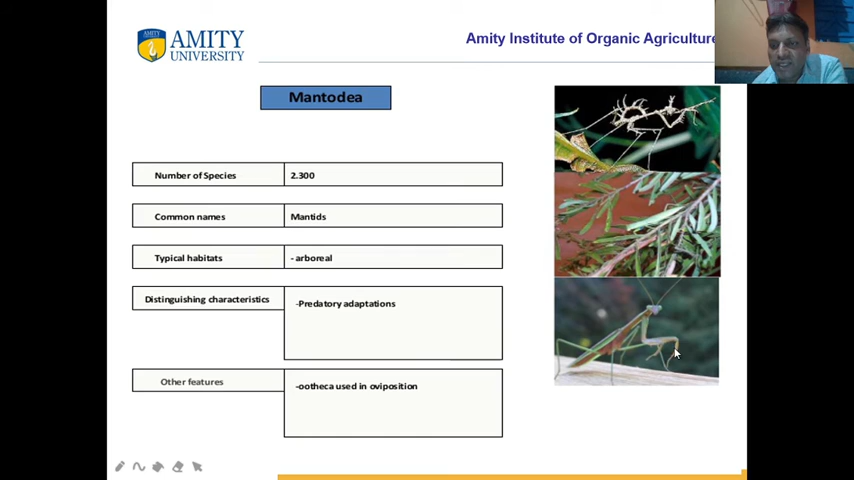 AMITY
AMITY
UNIVERSITY
Amity Institute of Organic Agriculture
Mantodea
Number of Species
2.300
Common names
Mantids
Typical habitats
- arboreal
Distinguishing characteristics
-Predatory adaptations
Other features
-ootheca used in oviposition